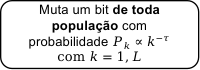 Muta um bit de toda
população com
probabilidade P_k ∝ k^{-τ}
com k = 1, L